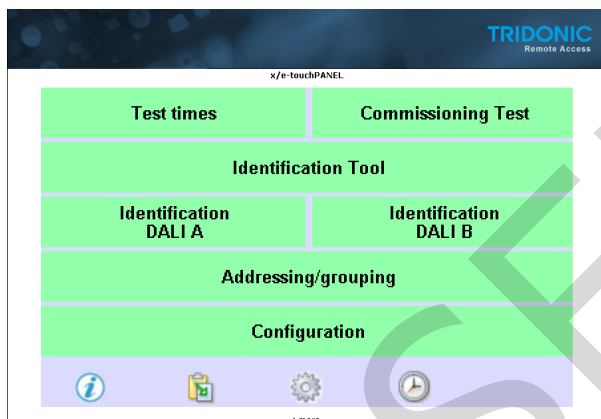 TRIDONIC
Remote Access
x/e-touchPANEL
Test times
Commissioning Test
Identification Tool
Identification
DALI A
Identification
DALI B
Addressing/grouping
Configuration